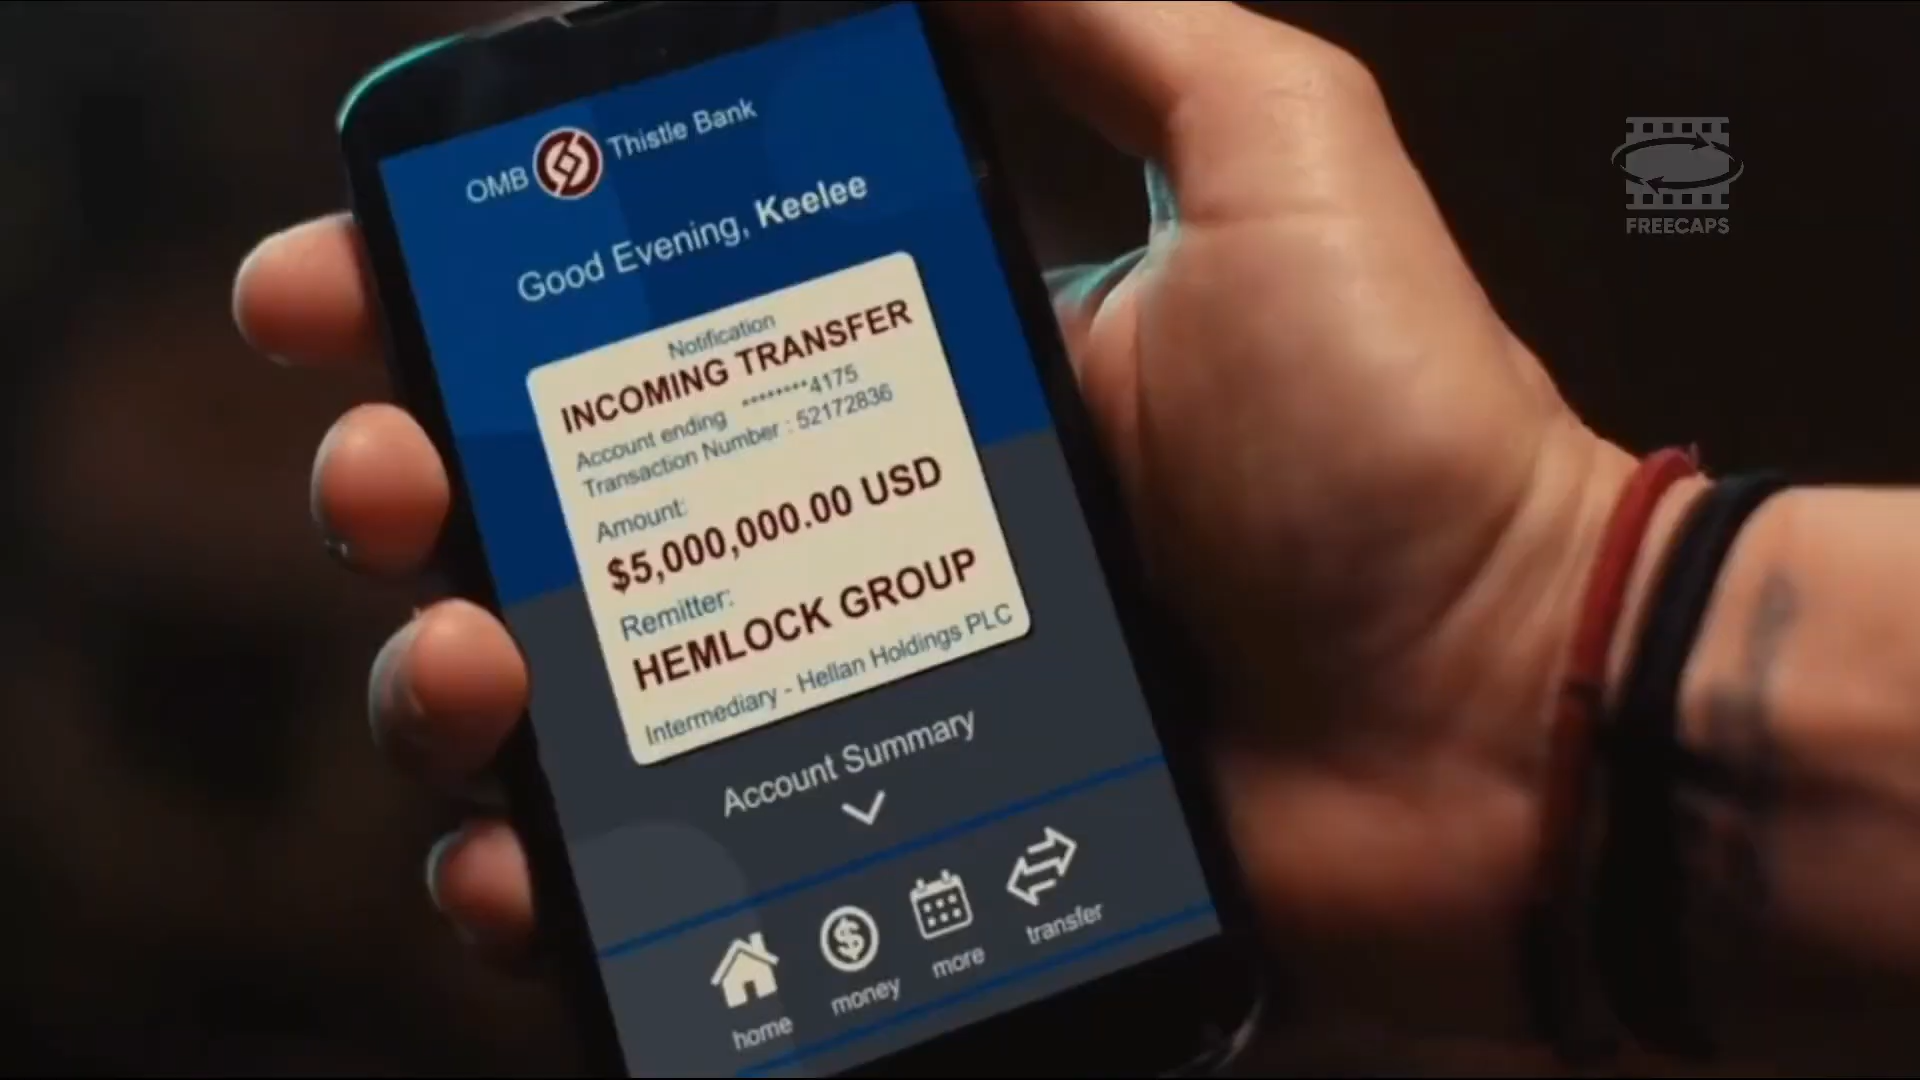 OMB Thistle Bank
Good Evening, Keelee
Notification
INCOMING TRANSFER
Account ending ********4175
Transaction Number : 52172836
Amount:
$5,000,000.00 USD
Remitter:
HEMLOCK GROUP
Intermediary - Hellan Holdings PLC
Account Summary
home money more transfer
FREECAPS